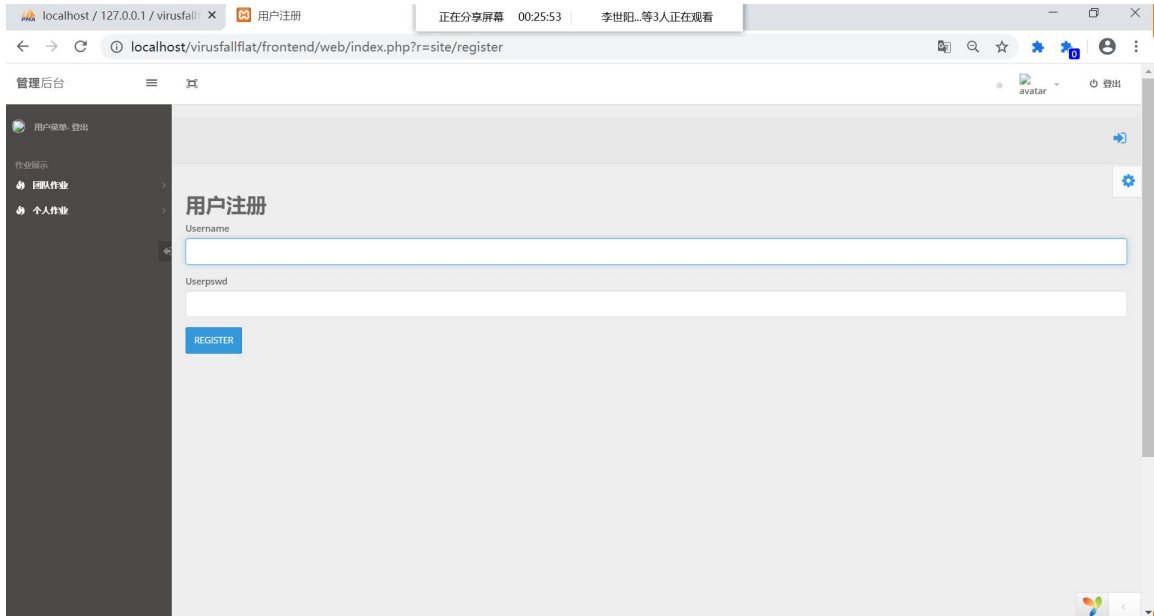 localhost / 127.0.0.1 / virusfall
用户注册
正在分享屏幕 00:25:53 李世阳...等3人正在观看
localhost/virusfallflat/frontend/web/index.php?r=site/register
0
管理后台
avatar
登出
用户菜单- 登出
作业展示
团队作业
个人作业
用户注册
Username
Userpswd
REGISTER